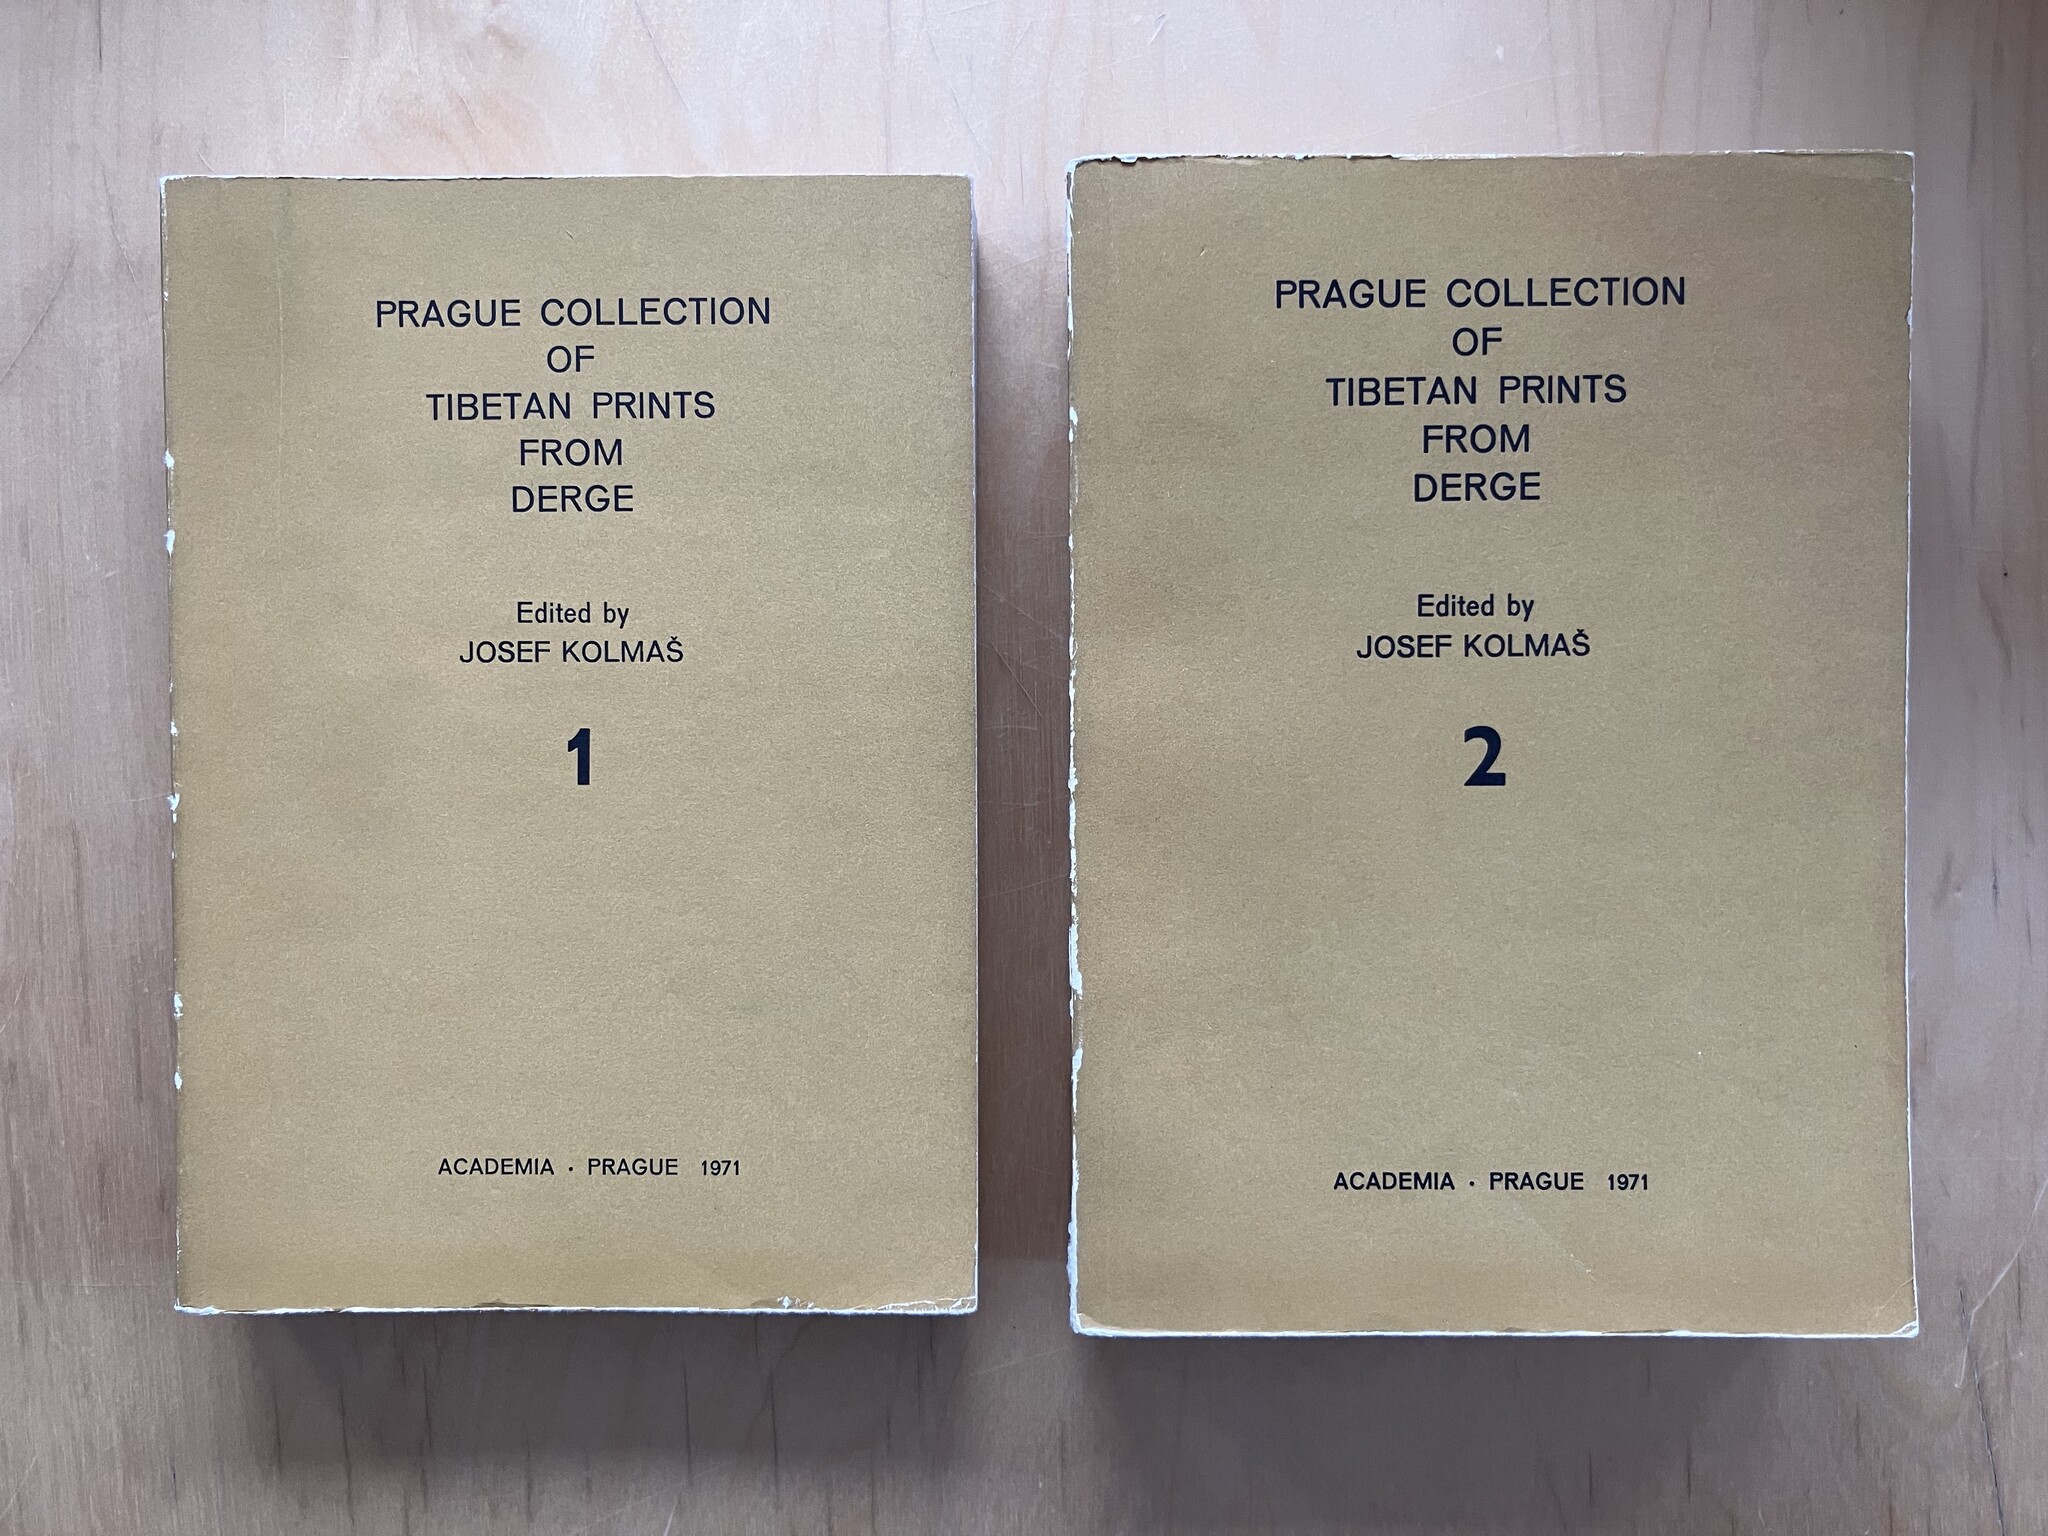 PRAGUE COLLECTION
OF
TIBETAN PRINTS
FROM
DERGE
Edited by
JOSEF KOLMAŠ
1
ACADEMIA · PRAGUE 1971
PRAGUE COLLECTION
OF
TIBETAN PRINTS
FROM
DERGE
Edited by
JOSEF KOLMAŠ
2
ACADEMIA · PRAGUE 1971